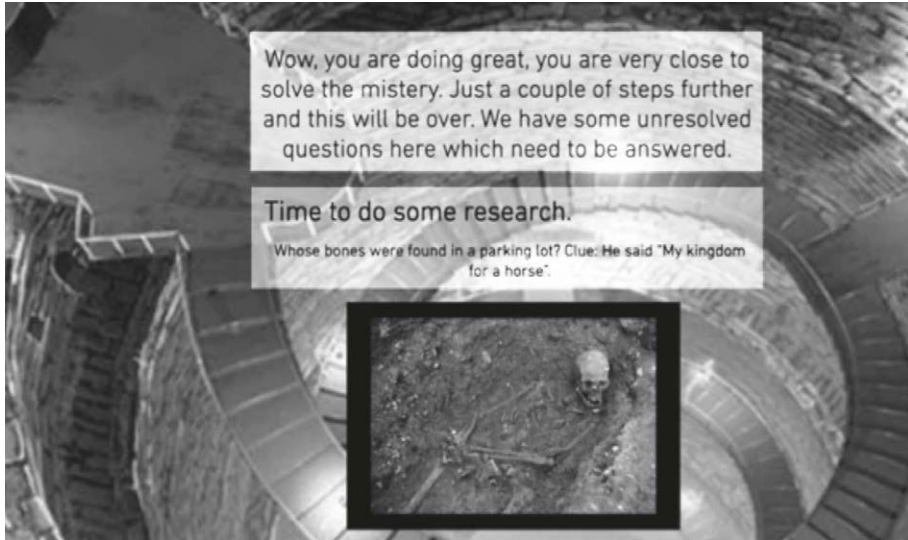 Wow, you are doing great, you are very close to
solve the mistery. Just a couple of steps further
and this will be over. We have some unresolved
questions here which need to be answered.
Time to do some research.
Whose bones were found in a parking lot? Clue: He said "My kingdom
for a horse".